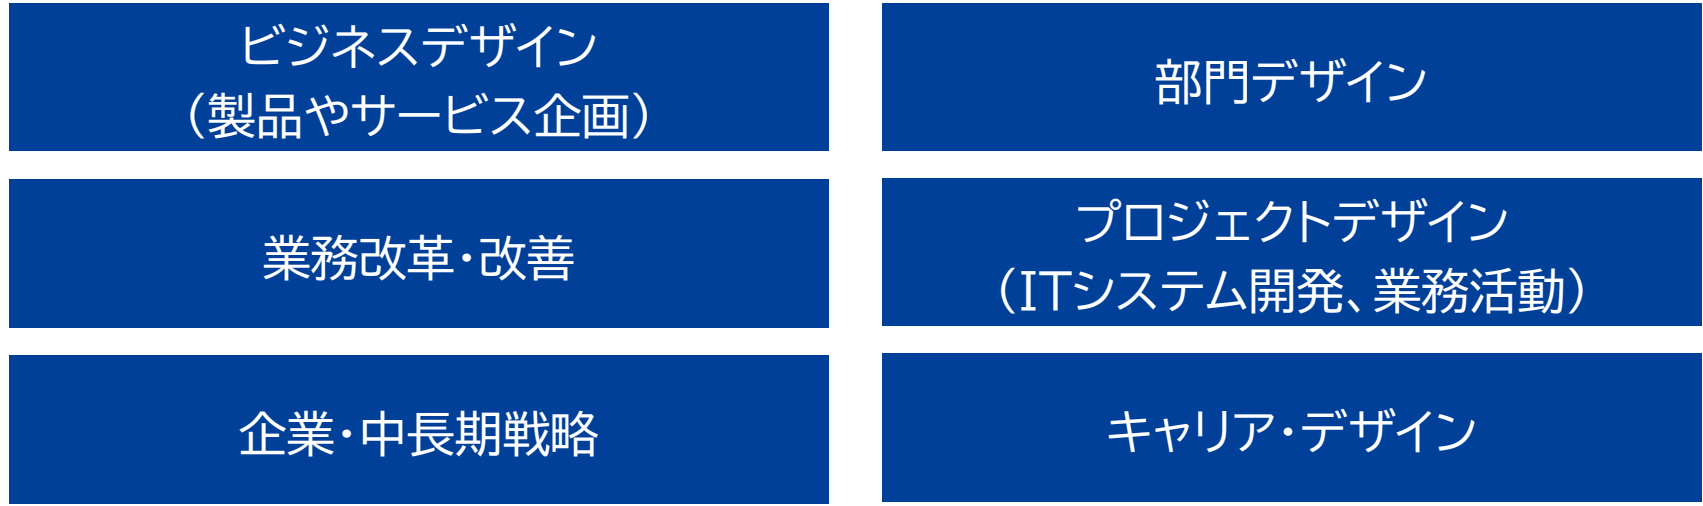 ビジネスデザイン
（製品やサービス企画）
部門デザイン
業務改革・改善
プロジェクトデザイン
（ITシステム開発、業務活動）
企業・中長期戦略
キャリア・デザイン